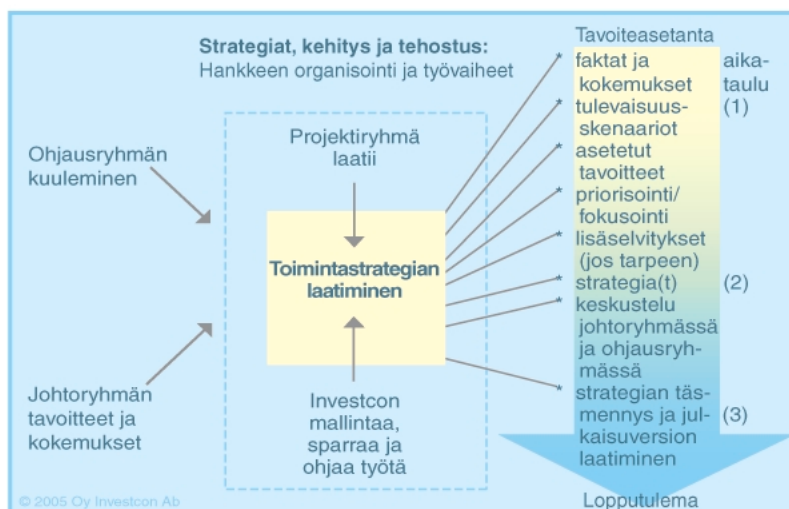 Strategiat, kehitys ja tehostus:
Hankkeen organisointi ja työvaiheet
Ohjausryhmän
kuuleminen
Johtoryhmän
tavoitteet ja
kokemukset
Projektiryhmä
laatii
Toimintastrategian
laatiminen
Investcon
mallintaa,
sparraa ja
ohjaa työtä
Tavoiteasetanta
* faktat ja
kokemukset
* tulevaisuus-
skenaariot
* asetetut
tavoitteet
* priorisointi/
fokusointi
* lisäselvitykset
(jos tarpeen)
* strategia(t)
* keskustelu
johtoryhmässä
ja ohjausryh-
mässä
* strategian täs-
mennys ja jul-
kaisuversion
laatiminen
aika-
taulu
(1)
(2)
(3)
Lopputulema
© 2005 Oy Investcon Ab